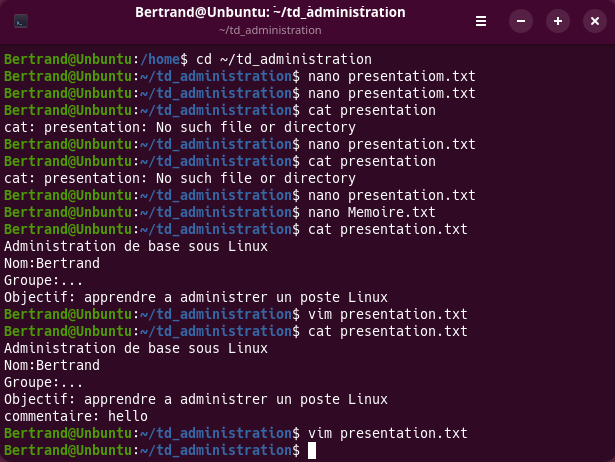 Bertrand@Unbuntu: ~/td_administration
~/td_administration
Bertrand@Unbuntu:/home$ cd ~/td_administration
Bertrand@Unbuntu:~/td_administration$ nano presentatiom.txt
Bertrand@Unbuntu:~/td_administration$ nano presentatiom.txt
Bertrand@Unbuntu:~/td_administration$ cat presentation
cat: presentation: No such file or directory
Bertrand@Unbuntu:~/td_administration$ nano presentation.txt
Bertrand@Unbuntu:~/td_administration$ cat presentation
cat: presentation: No such file or directory
Bertrand@Unbuntu:~/td_administration$ nano presentation.txt
Bertrand@Unbuntu:~/td_administration$ nano Memoire.txt
Bertrand@Unbuntu:~/td_administration$ cat presentation.txt
Administration de base sous Linux
Nom:Bertrand
Groupe:...
Objectif: apprendre a administrer un poste Linux
Bertrand@Unbuntu:~/td_administration$ vim presentation.txt
Bertrand@Unbuntu:~/td_administration$ cat presentation.txt
Administration de base sous Linux
Nom:Bertrand
Groupe:...
Objectif: apprendre a administrer un poste Linux
commentaire: hello
Bertrand@Unbuntu:~/td_administration$ vim presentation.txt
Bertrand@Unbuntu:~/td_administration$